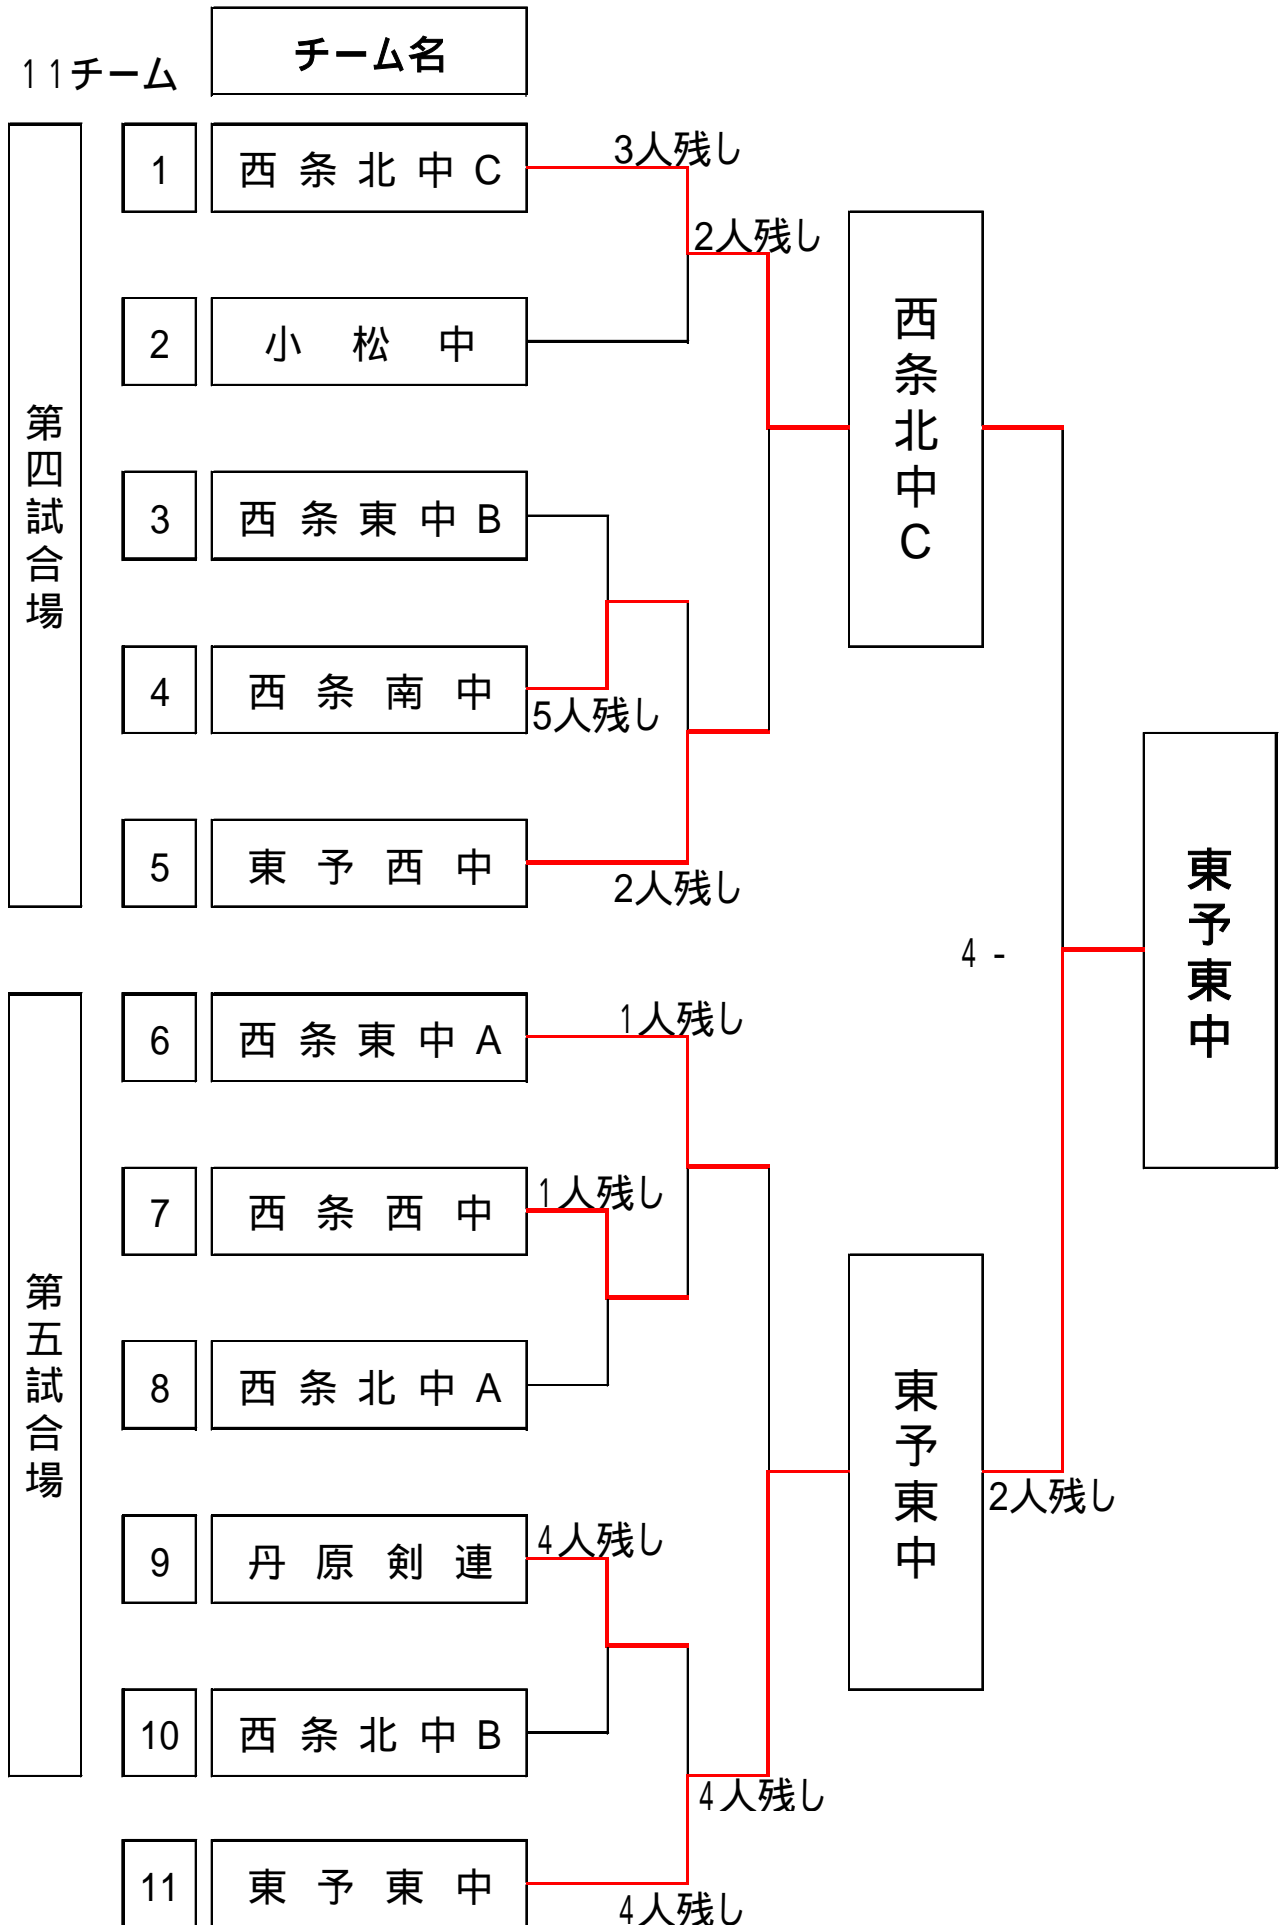 11チーム
チーム名
第四試合場
1
西条北中C
3人残し
2人残し
2
小松中
西条北中C
3
西条東中B
4
西条南中
5人残し
5
東予西中
2人残し
4 -
東予東中
第五試合場
6
西条東中A
1人残し
7
西条西中
1人残し
8
西条北中A
東予東中
2人残し
9
丹原剣連
4人残し
10
西条北中B
4人残し
11
東予東中
4人残し